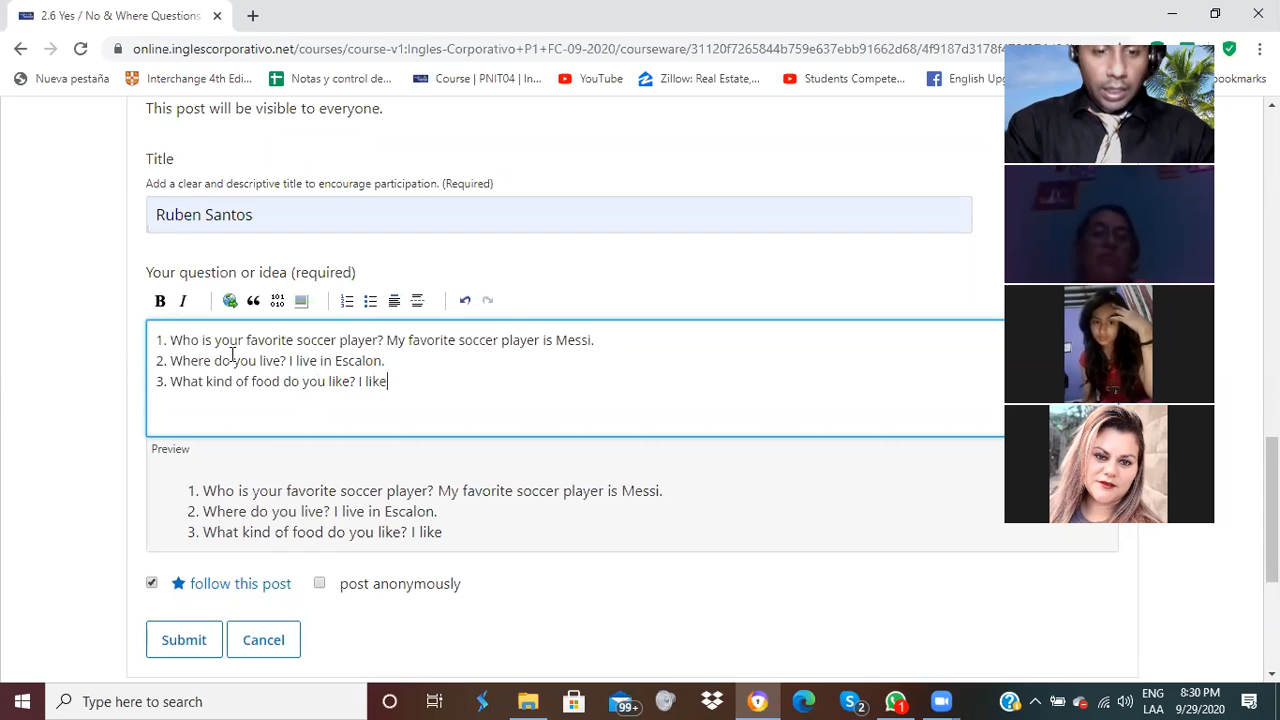 2.6 Yes / No & Where Questions
online.inglescorporativo.net/courses/course-v1:Ingles-Corporativo+P1+FC-09-2020/courseware/31120f7265844b759e637ebb91662d68/4f9187d3178f4
Nueva pestaña
Interchange 4th Edi...
Notas y control de...
Course | PNIT04 | In...
YouTube
Zillow: Real Estate,...
Students Compete...
English Up
bookmarks
This post will be visible to everyone.
Title
Add a clear and descriptive title to encourage participation. (Required)
Ruben Santos
Your question or idea (required)
B I
1. Who is your favorite soccer player? My favorite soccer player is Messi.
2. Where do you live? I live in Escalon.
3. What kind of food do you like? I like
Preview
1. Who is your favorite soccer player? My favorite soccer player is Messi.
2. Where do you live? I live in Escalon.
3. What kind of food do you like? I like
follow this post
post anonymously
Submit
Cancel
Type here to search
99+
2
1
ENG
LAA
8:30 PM
9/29/2020